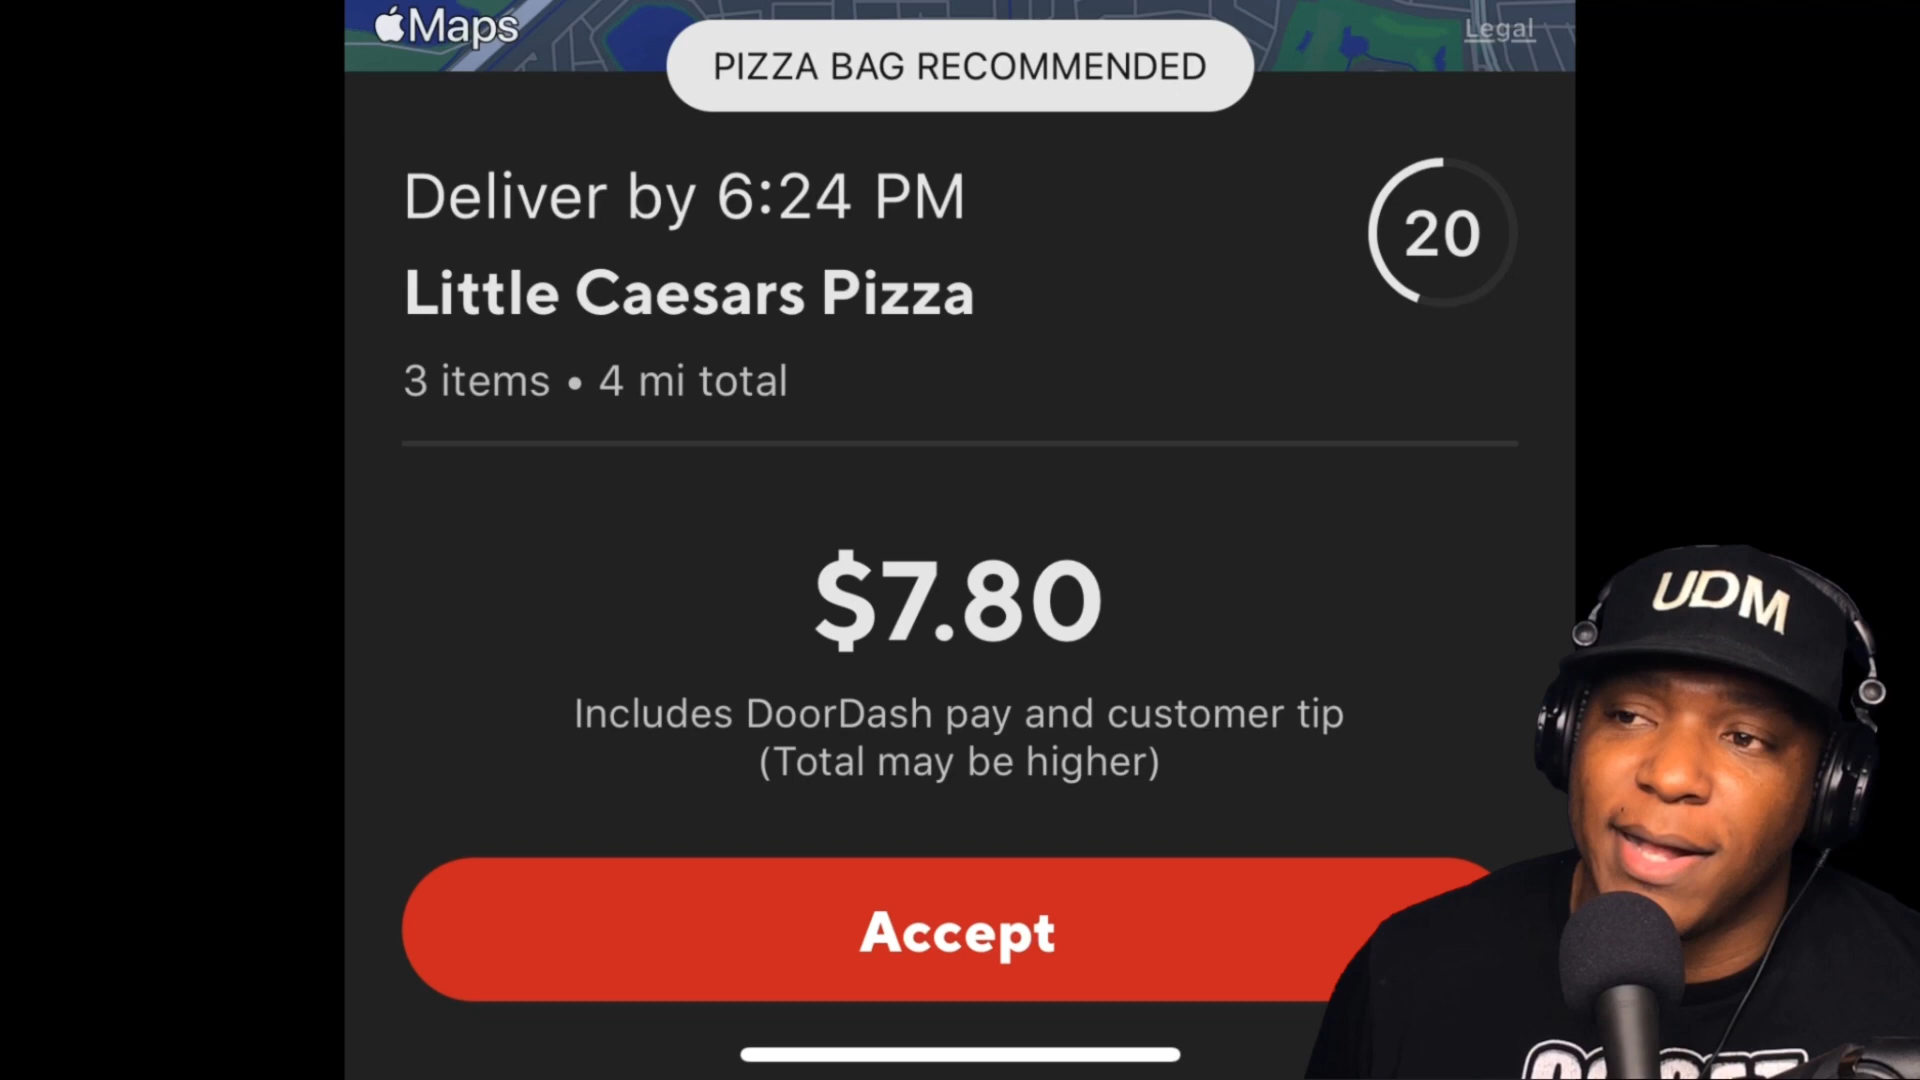 Maps
Legal
PIZZA BAG RECOMMENDED
Deliver by 6:24 PM
20
Little Caesars Pizza
3 items • 4 mi total
$7.80
Includes DoorDash pay and customer tip
(Total may be higher)
Accept
UDM